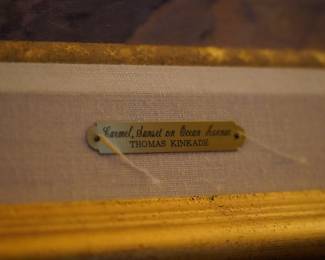 Carmel, Sunset on Ocean Avenue
THOMAS KINKADE